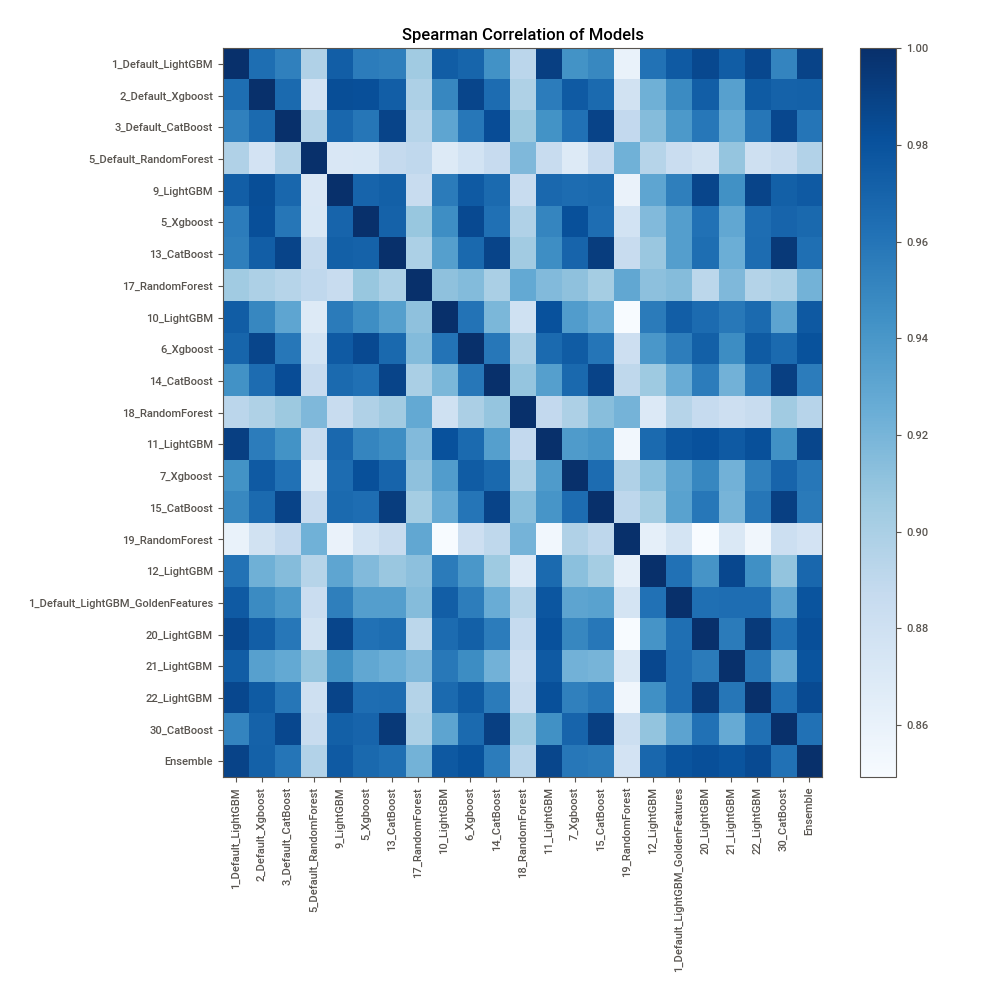 Spearman Correlation of Models
1_Default_LightGBM
2_Default_Xgboost
3_Default_CatBoost
5_Default_RandomForest
9_LightGBM
5_Xgboost
13_CatBoost
17_RandomForest
10_LightGBM
6_Xgboost
14_CatBoost
18_RandomForest
11_LightGBM
7_Xgboost
15_CatBoost
19_RandomForest
12_LightGBM
1_Default_LightGBM_GoldenFeatures
20_LightGBM
21_LightGBM
22_LightGBM
30_CatBoost
Ensemble
1_Default_LightGBM
2_Default_Xgboost
3_Default_CatBoost
5_Default_RandomForest
9_LightGBM
5_Xgboost
13_CatBoost
17_RandomForest
10_LightGBM
6_Xgboost
14_CatBoost
18_RandomForest
11_LightGBM
7_Xgboost
15_CatBoost
19_RandomForest
12_LightGBM
1_Default_LightGBM_GoldenFeatures
20_LightGBM
21_LightGBM
22_LightGBM
30_CatBoost
Ensemble
1.00
0.98
0.96
0.94
0.92
0.90
0.88
0.86